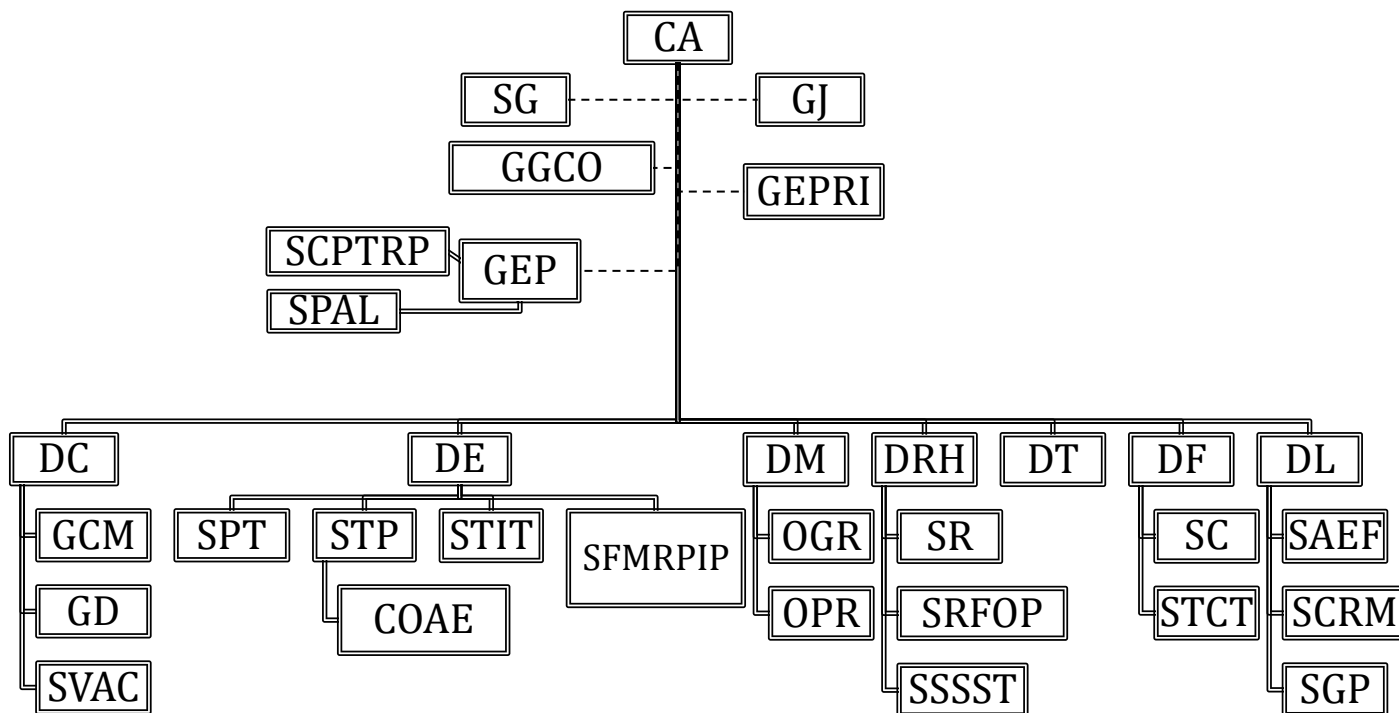 CA
SG
GJ
GGCO
GEPRI
SCPTRP
GEP
SPAL
DC
DE
DM
DRH
DT
DF
DL
GCM
SPT
STP
STIT
SFMRPIP
OGR
SR
SC
SAEF
GD
COAE
OPR
SRFOP
STCT
SCRM
SVAC
SSSST
SGP